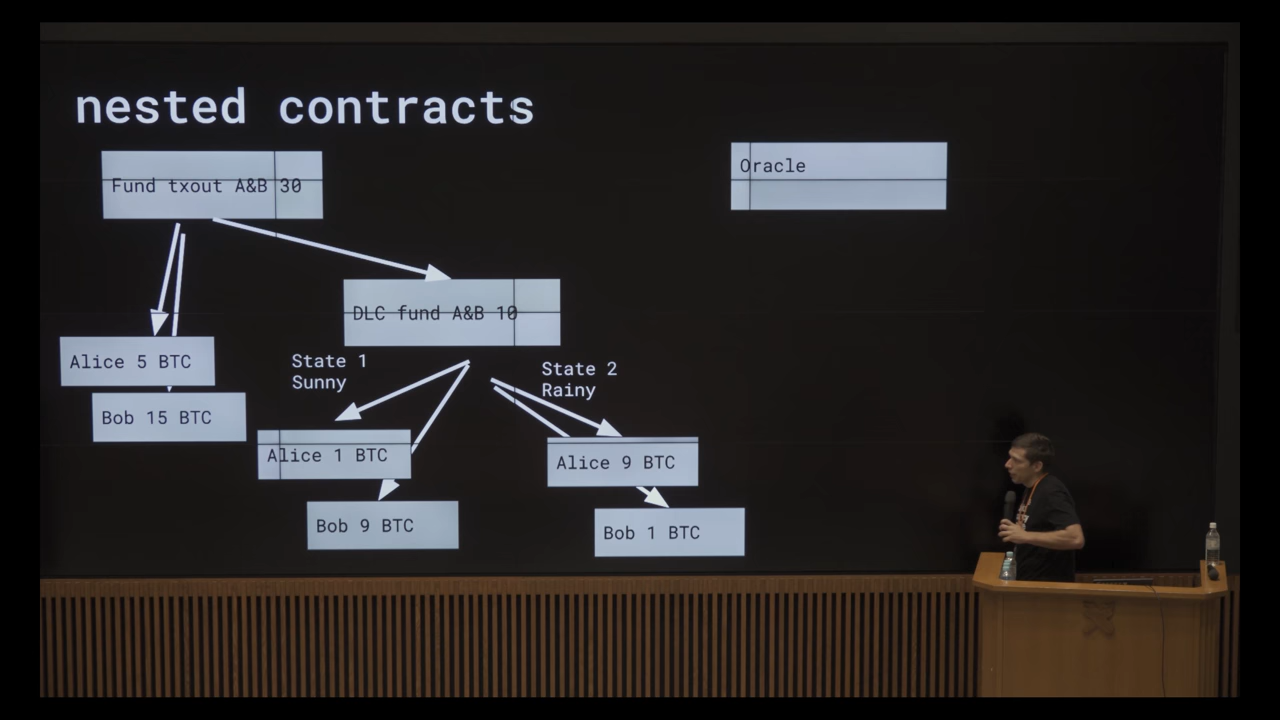 nested contracts
Fund txout A&B 30
Oracle
DLC fund A&B 10
Alice 5 BTC
Bob 15 BTC
State 1
Sunny
State 2
Rainy
Alice 1 BTC
Bob 9 BTC
Alice 9 BTC
Bob 1 BTC